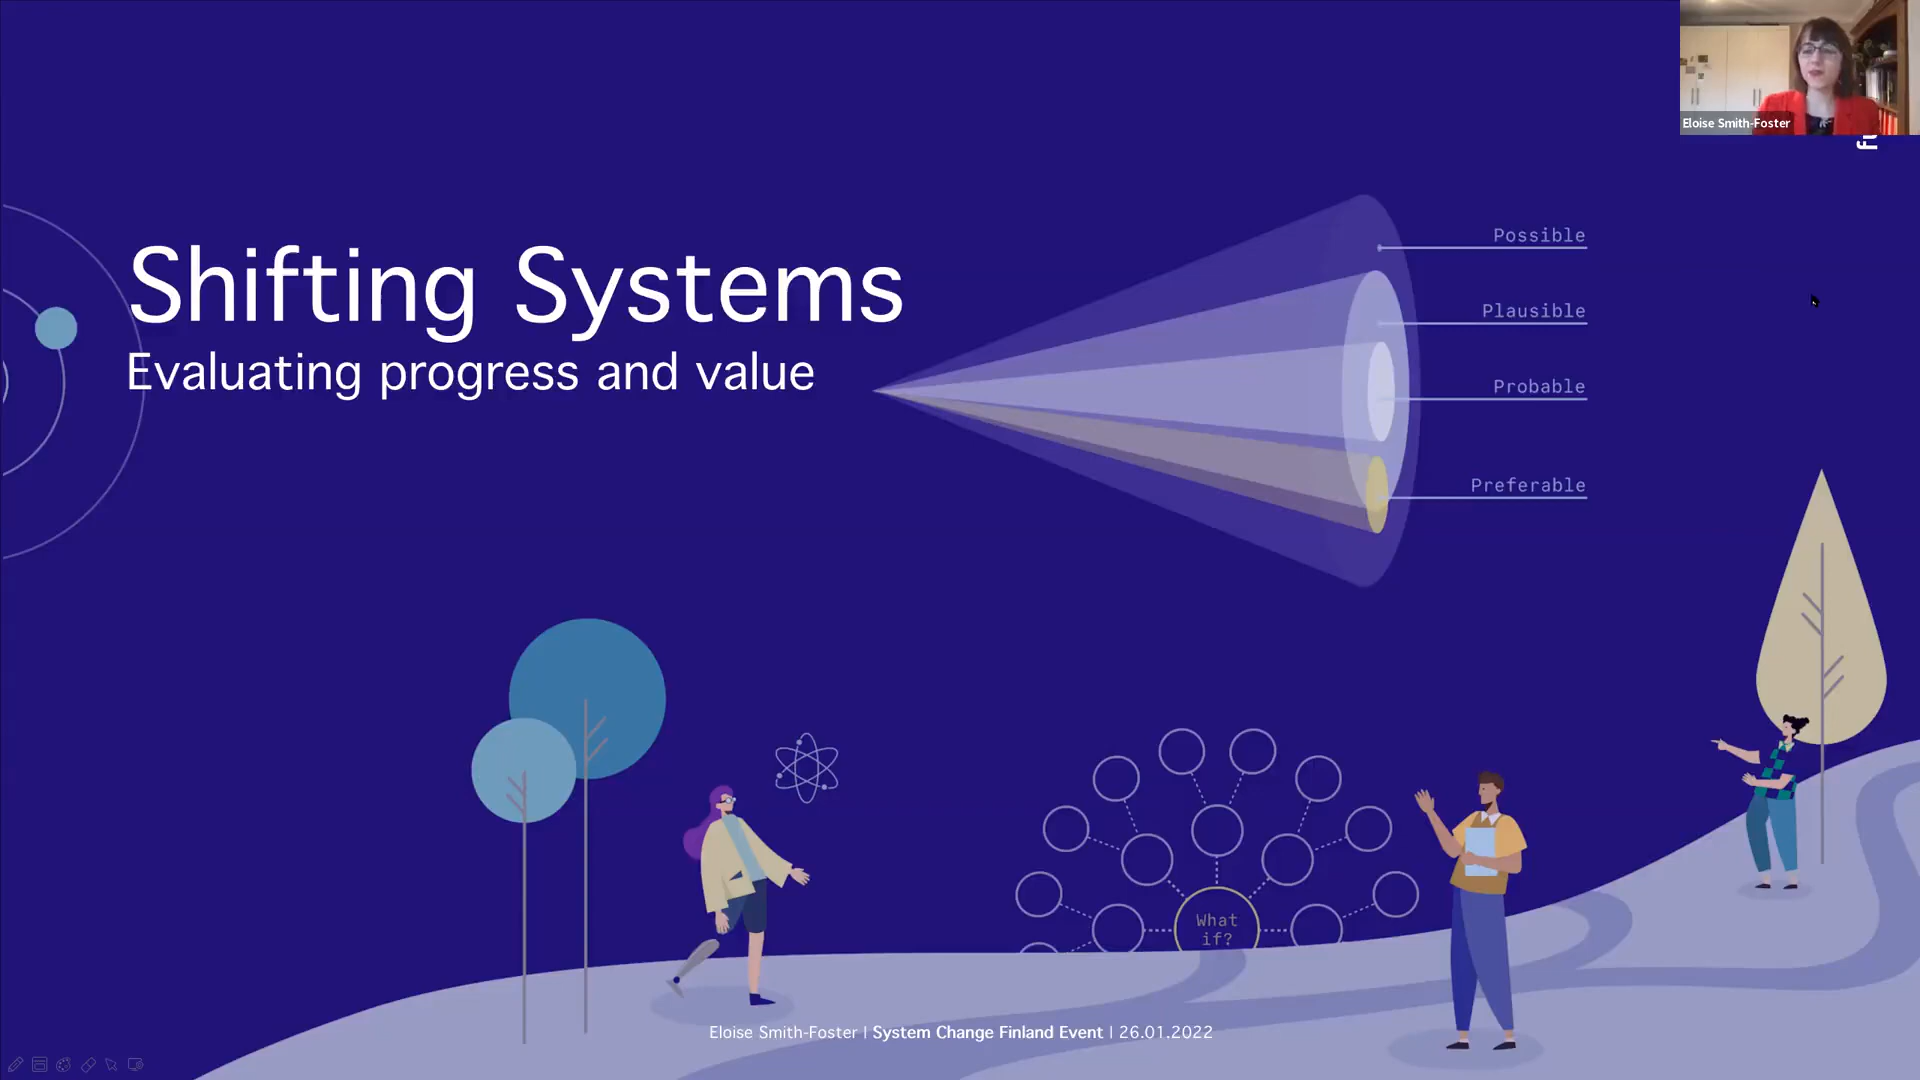 Eloise Smith-Foster
Shifting Systems
Evaluating progress and value
Possible
Plausible
Probable
Preferable
What
if?
Eloise Smith-Foster | System Change Finland Event | 26.01.2022